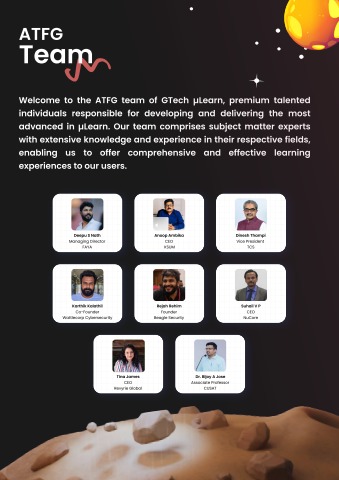 ATFG
Team
Welcome to the ATFG team of GTech µLearn, premium talented
individuals responsible for developing and delivering the most
advanced in µLearn. Our team comprises subject matter experts
with extensive knowledge and experience in their respective fields,
enabling us to offer comprehensive and effective learning
experiences to our users.
Deepu S Nath
Managing Director
FAYA
Anoop Ambika
CEO
KSUM
Dinesh Thampi
Vice President
TCS
Karthik Kalathil
Co-Founder
Wattlecorp Cybersecurity
Rejah Rehim
Founder
Beagle Security
Suhail V P
CEO
NuCore
Tina James
CEO
Revyrie Global
Dr. Bijoy A Jose
Associate Professor
CUSAT